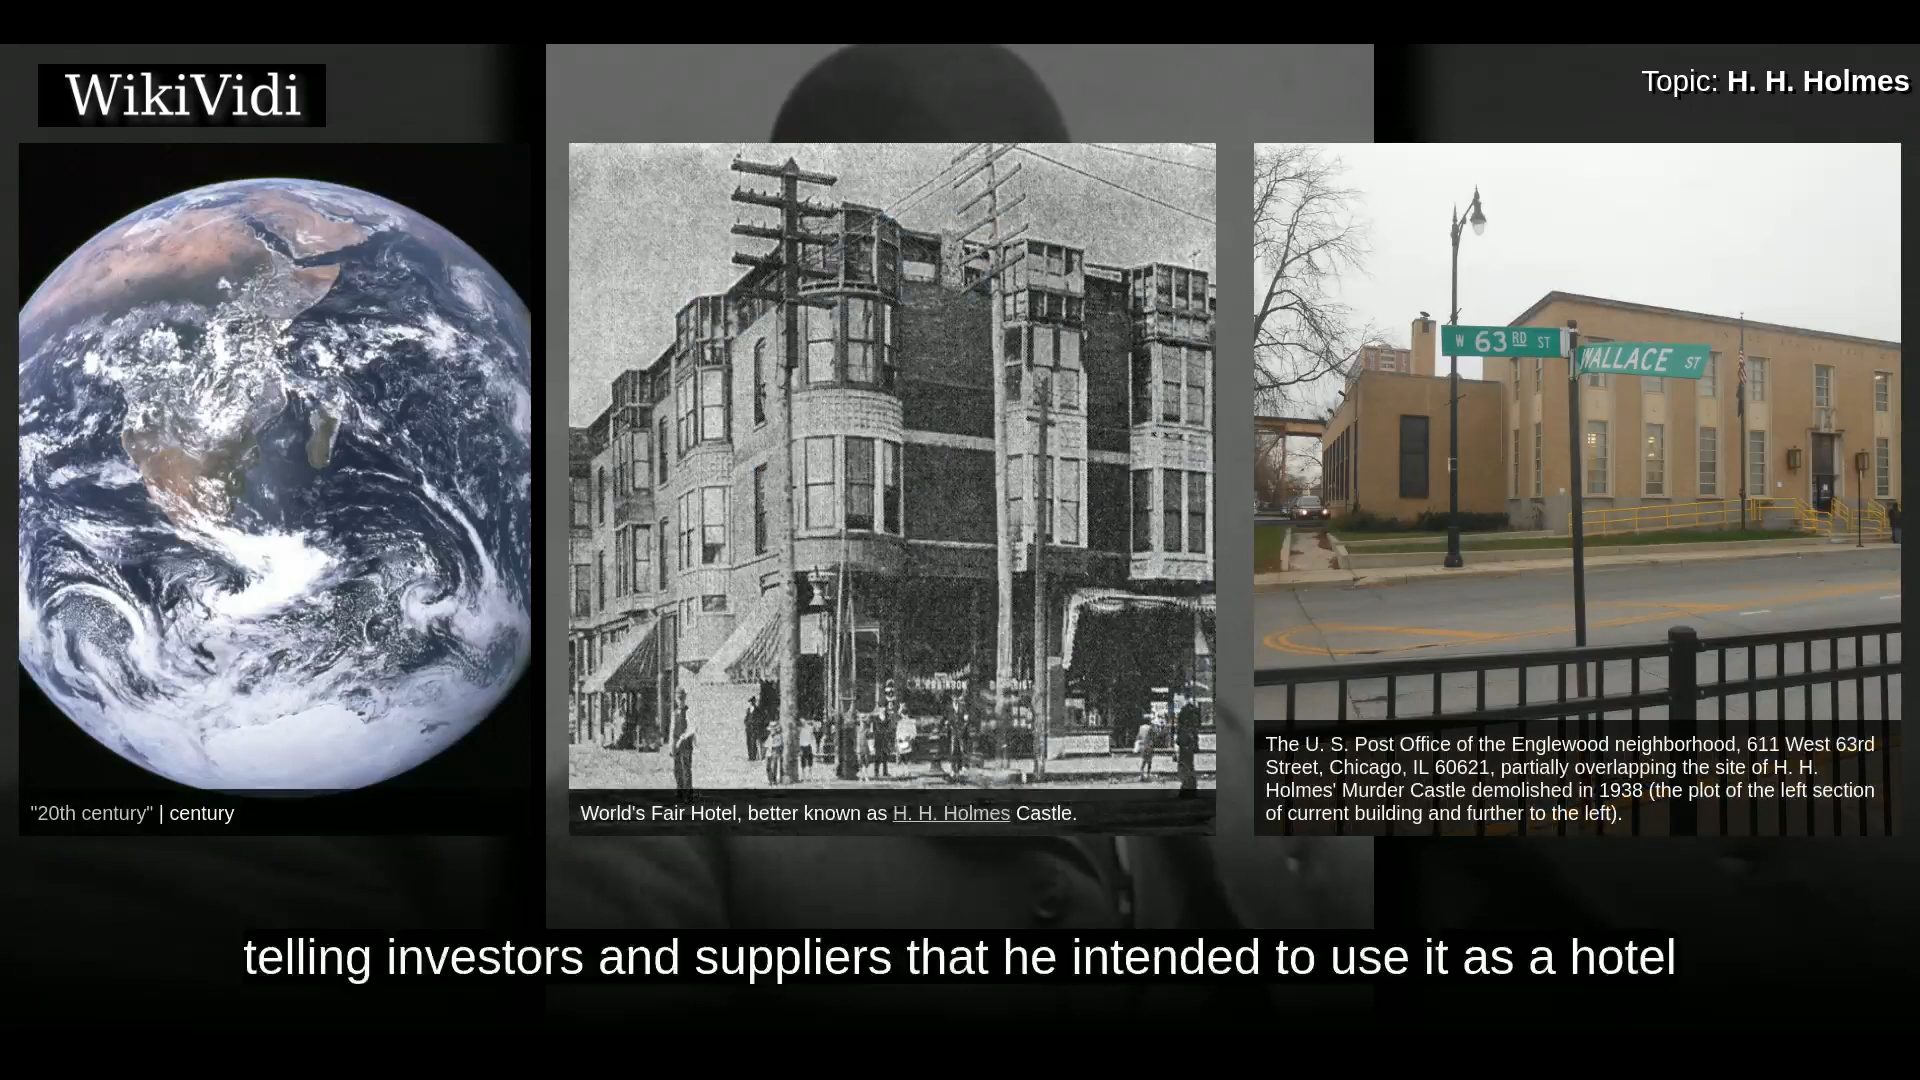 WikiVidi
Topic: H. H. Holmes
W 63RD ST
WALLACE ST
"20th century" | century
World's Fair Hotel, better known as H. H. Holmes Castle.
The U. S. Post Office of the Englewood neighborhood, 611 West 63rd
Street, Chicago, IL 60621, partially overlapping the site of H. H.
Holmes' Murder Castle demolished in 1938 (the plot of the left section
of current building and further to the left).
telling investors and suppliers that he intended to use it as a hotel